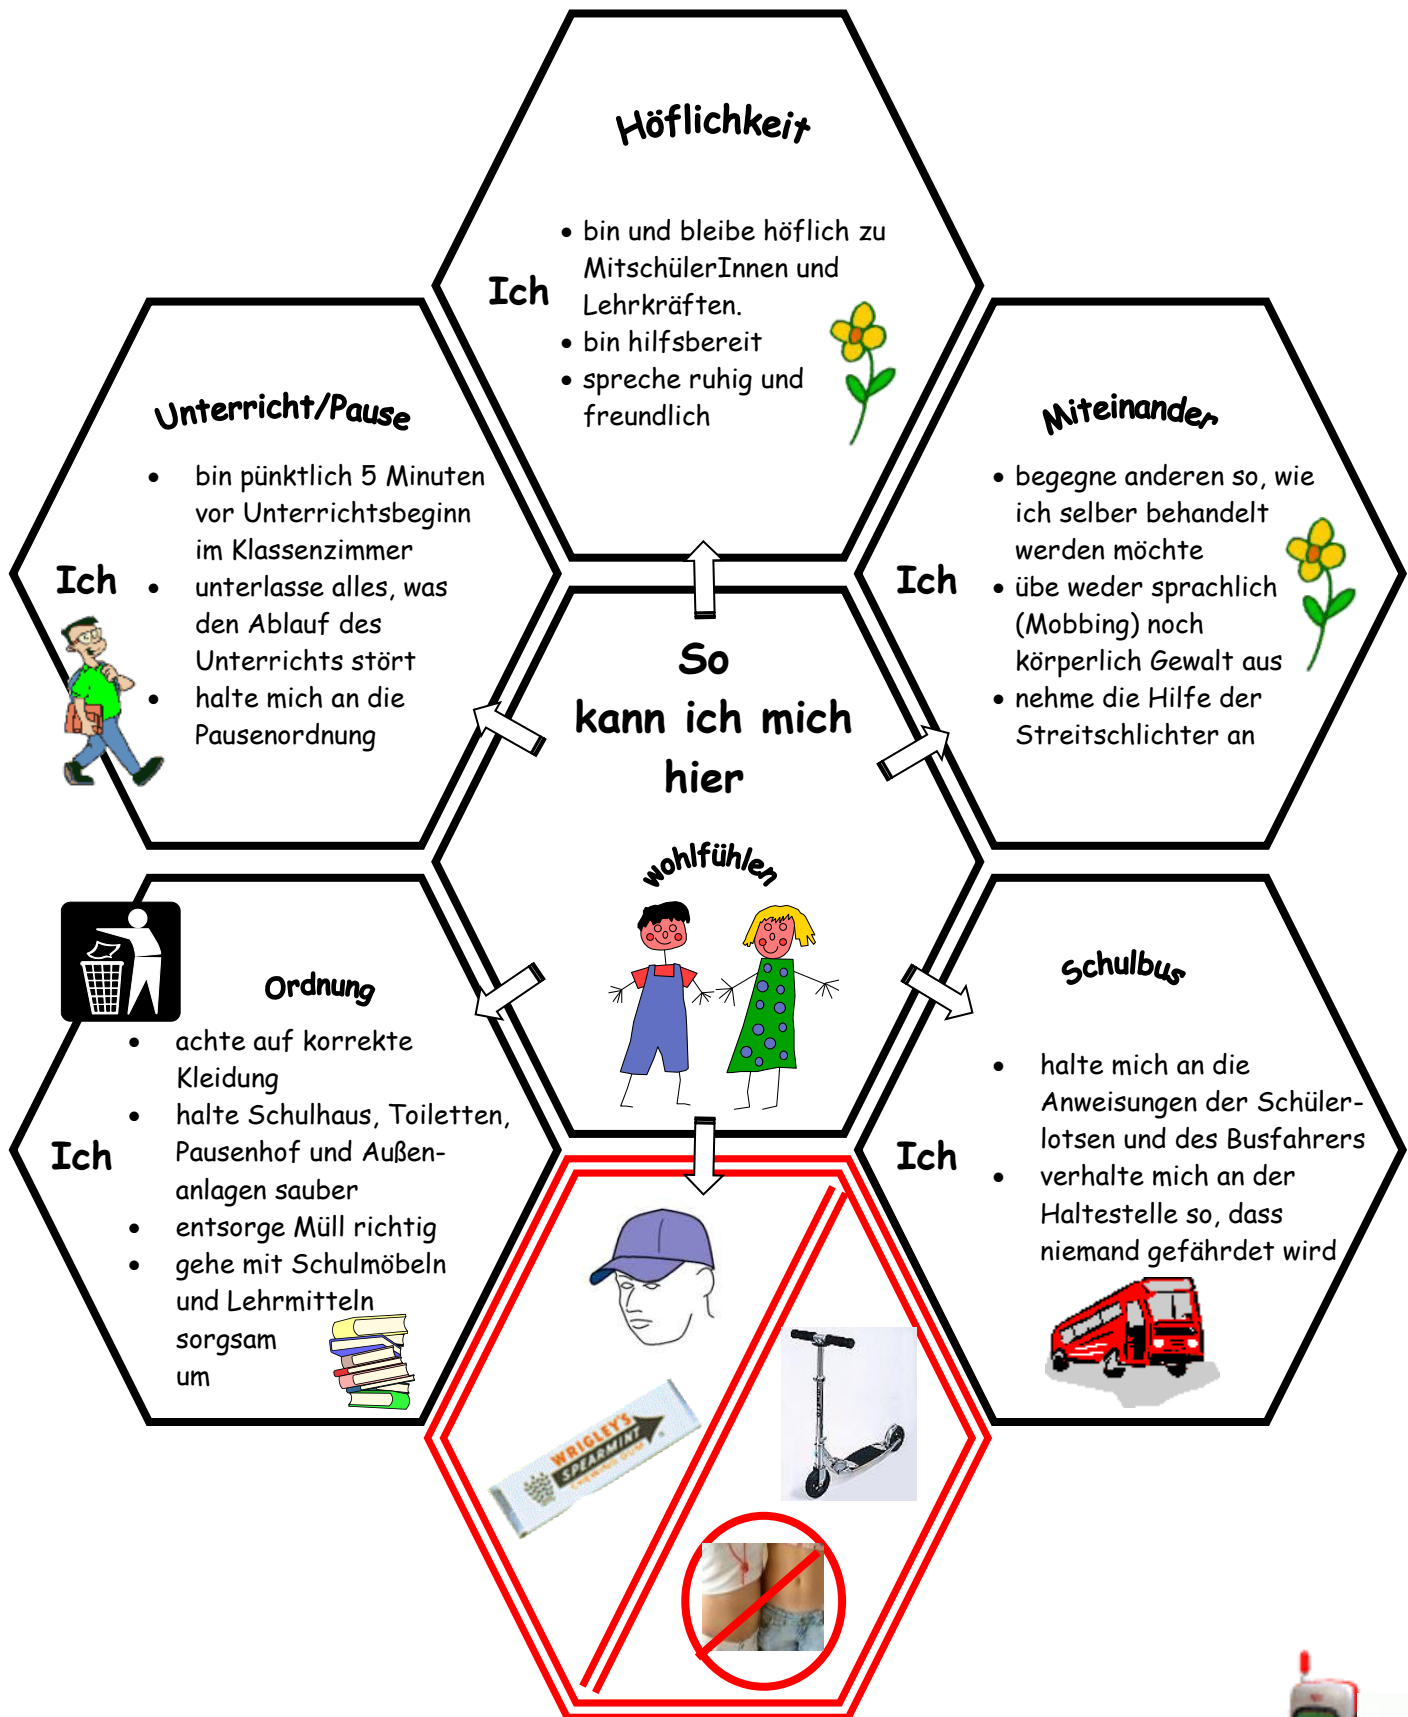 Höflichkeit
Ich
• bin und bleibe höflich zu
MitschülerInnen und
Lehrkräften.
• bin hilfsbereit
• spreche ruhig und
freundlich
Unterricht/Pause
Ich
• bin pünktlich 5 Minuten
vor Unterrichtsbeginn
im Klassenzimmer
• unterlasse alles, was
den Ablauf des
Unterrichts stört
• halte mich an die
Pausenordnung
Miteinander
Ich
• begegne anderen so, wie
ich selber behandelt
werden möchte
• übe weder sprachlich
(Mobbing) noch
körperlich Gewalt aus
• nehme die Hilfe der
Streitschlichter an
So
kann ich mich
hier
wohlfühlen
Ordnung
Ich
• achte auf korrekte
Kleidung
• halte Schulhaus, Toiletten,
Pausenhof und Außen-
anlagen sauber
• entsorge Müll richtig
• gehe mit Schulmöbeln
und Lehrmitteln
sorgsam
um
Schulbus
Ich
• halte mich an die
Anweisungen der Schüler-
lotsen und des Busfahrers
• verhalte mich an der
Haltestelle so, dass
niemand gefährdet wird
WRIGLEY'S
SPEARMINT
CHEWING GUM